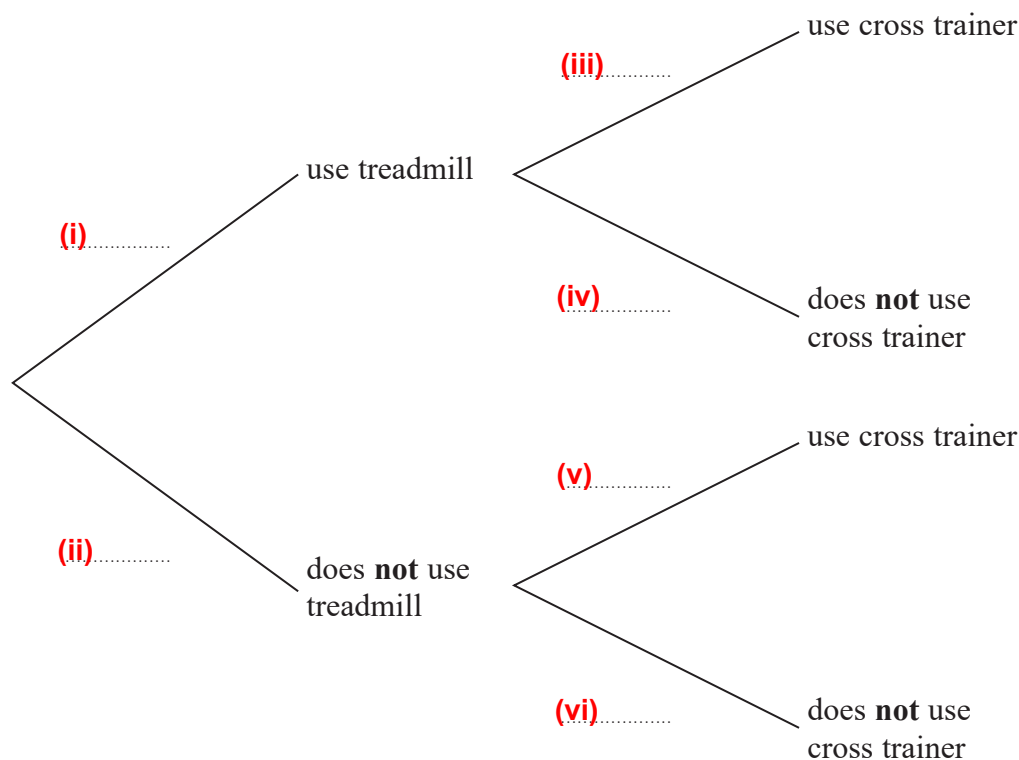 use cross trainer
(iii)
use treadmill
(i)
(iv)
does not use
cross trainer
use cross trainer
(v)
(ii)
does not use
treadmill
(vi)
does not use
cross trainer